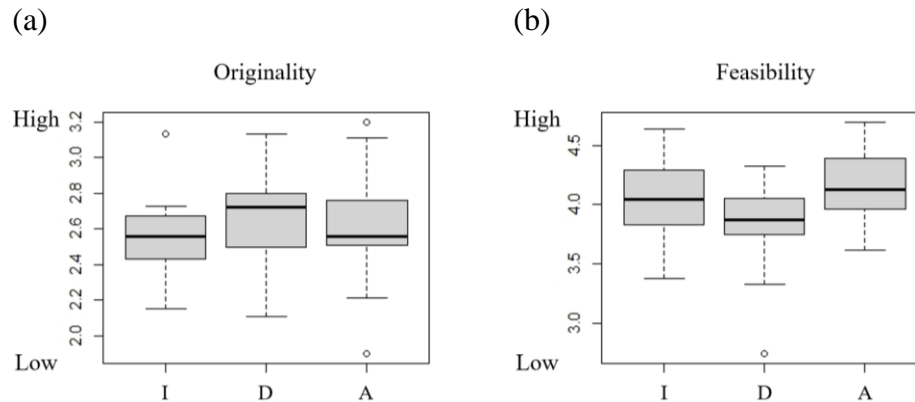 (a)
Originality
High
3.2
3.0
2.8
2.6
2.4
2.2
2.0
Low
I D A
(b)
Feasibility
High
4.5
4.0
3.5
3.0
Low
I D A